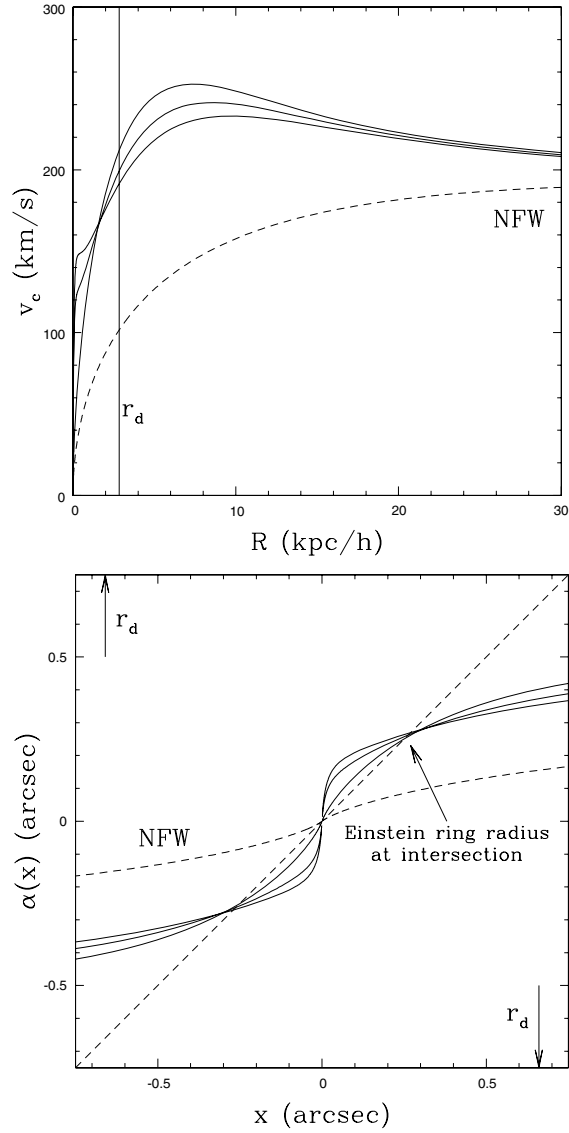 300
200
100
0
v_c (km/s)
NFW
r_d
0
10
20
30
R (kpc/h)
r_d
0.5
0
-0.5
α(x) (arcsec)
NFW
Einstein ring radius
at intersection
r_d
-0.5
0
0.5
x (arcsec)